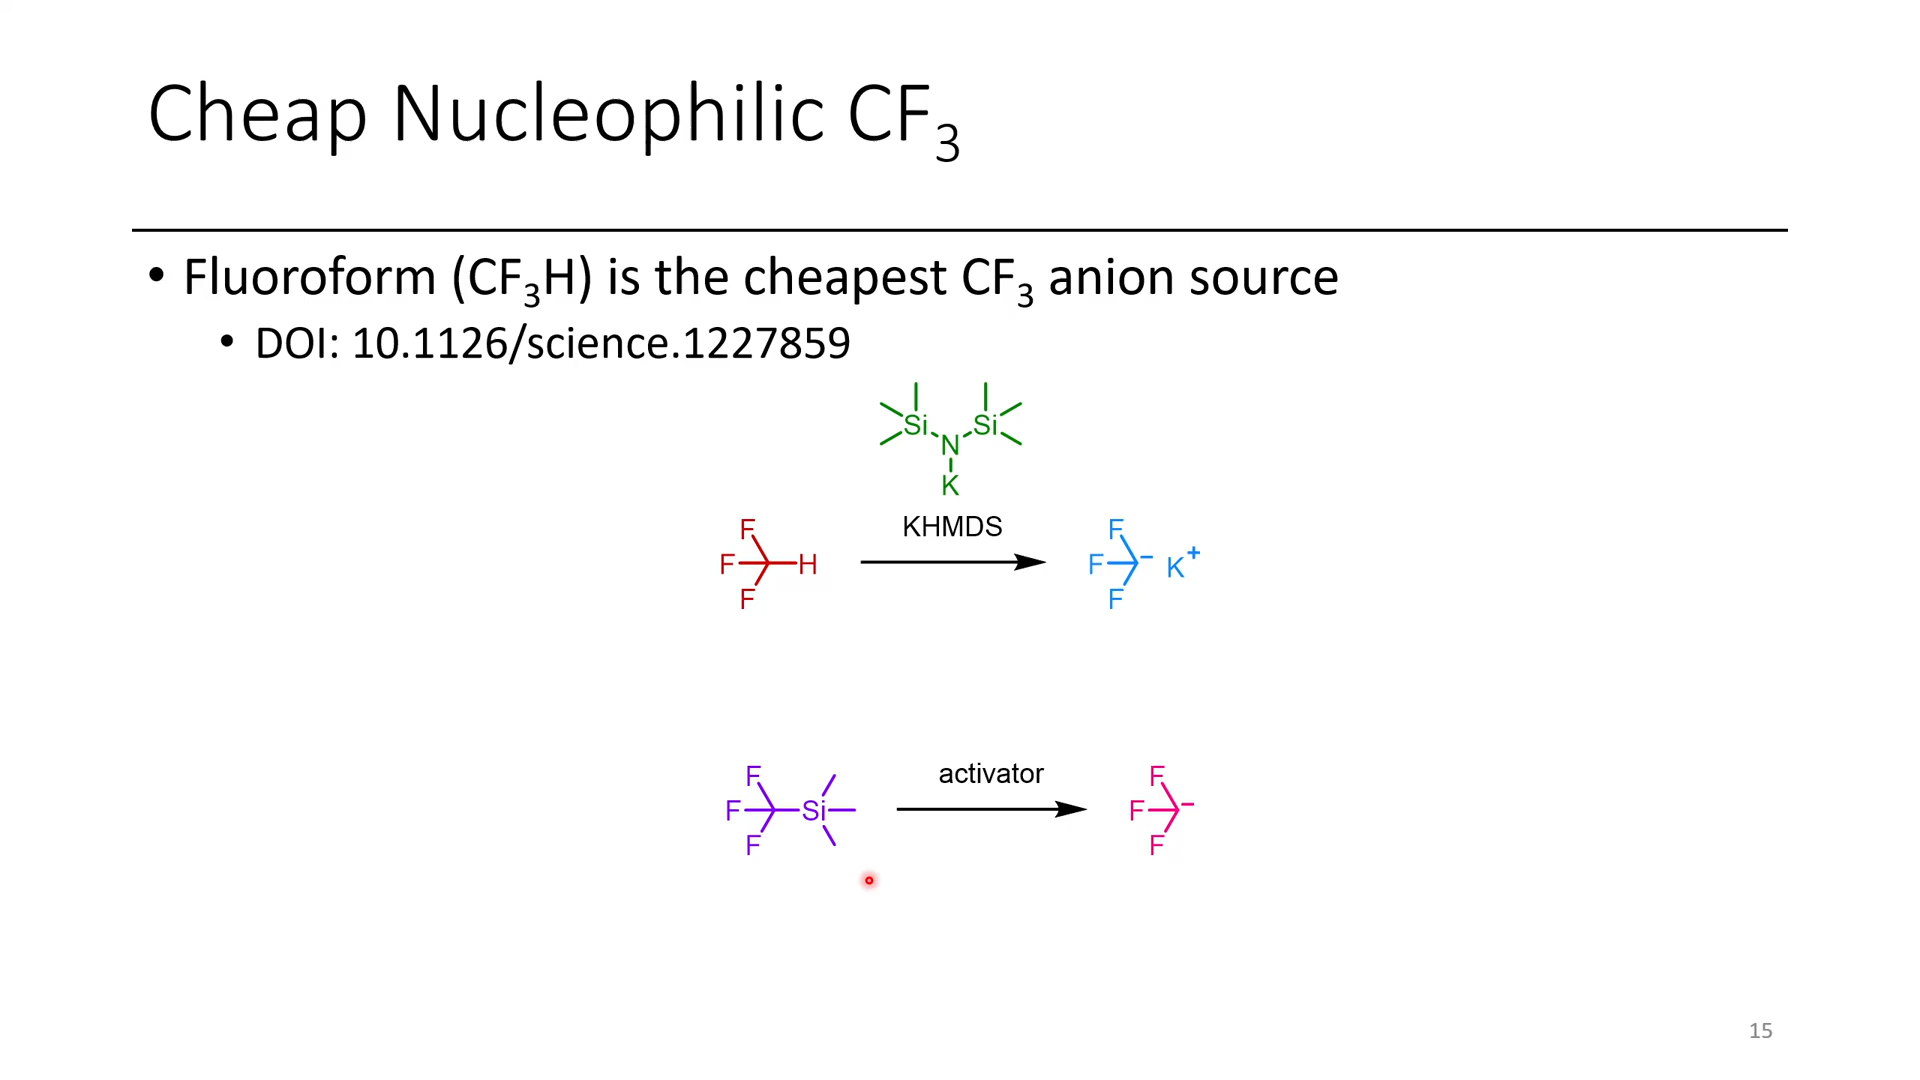 Cheap Nucleophilic CF3
• Fluoroform (CF3H) is the cheapest CF3 anion source
• DOI: 10.1126/science.1227859
Si Si
N
K
KHMDS
F
F H
F
F
F − K+
F
activator
F
F Si
F
F
F −
F
15